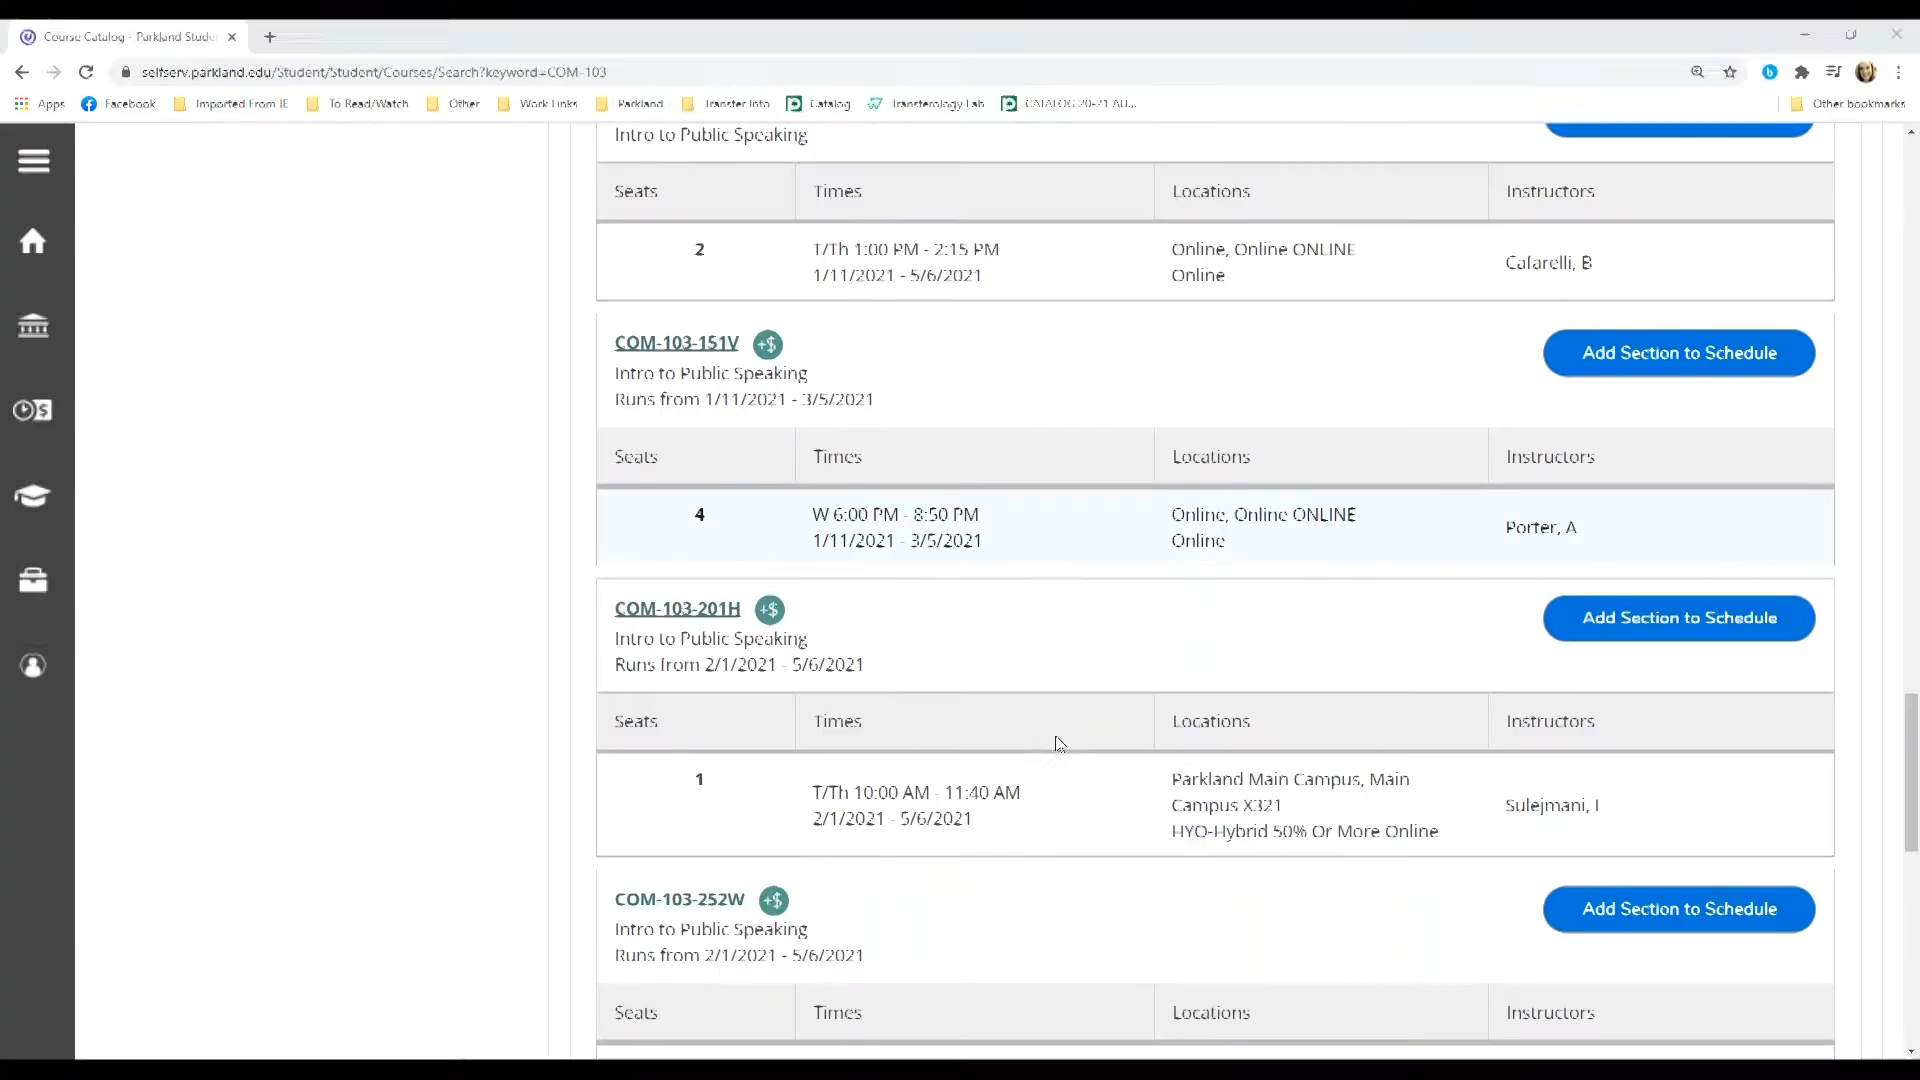 Course Catalog - Parkland Stude
selfserv.parkland.edu/Student/Student/Courses/Search?keyword=COM-103
Apps Facebook Imported From IE To Read/Watch Other Work Links Parkland Transfer Info Catalog Transferology Lab CATALOG 20-21 AU... Other bookmarks
Intro to Public Speaking
Seats Times Locations Instructors
2 T/Th 1:00 PM - 2:15 PM Online, Online ONLINE Cafarelli, B
1/11/2021 - 5/6/2021 Online
COM-103-151V +$ Add Section to Schedule
Intro to Public Speaking
Runs from 1/11/2021 - 3/5/2021
Seats Times Locations Instructors
4 W 6:00 PM - 8:50 PM Online, Online ONLINE Porter, A
1/11/2021 - 3/5/2021 Online
COM-103-201H +$ Add Section to Schedule
Intro to Public Speaking
Runs from 2/1/2021 - 5/6/2021
Seats Times Locations Instructors
1 T/Th 10:00 AM - 11:40 AM Parkland Main Campus, Main Sulejmani, I
2/1/2021 - 5/6/2021 Campus X321
HYO-Hybrid 50% Or More Online
COM-103-252W +$ Add Section to Schedule
Intro to Public Speaking
Runs from 2/1/2021 - 5/6/2021
Seats Times Locations Instructors